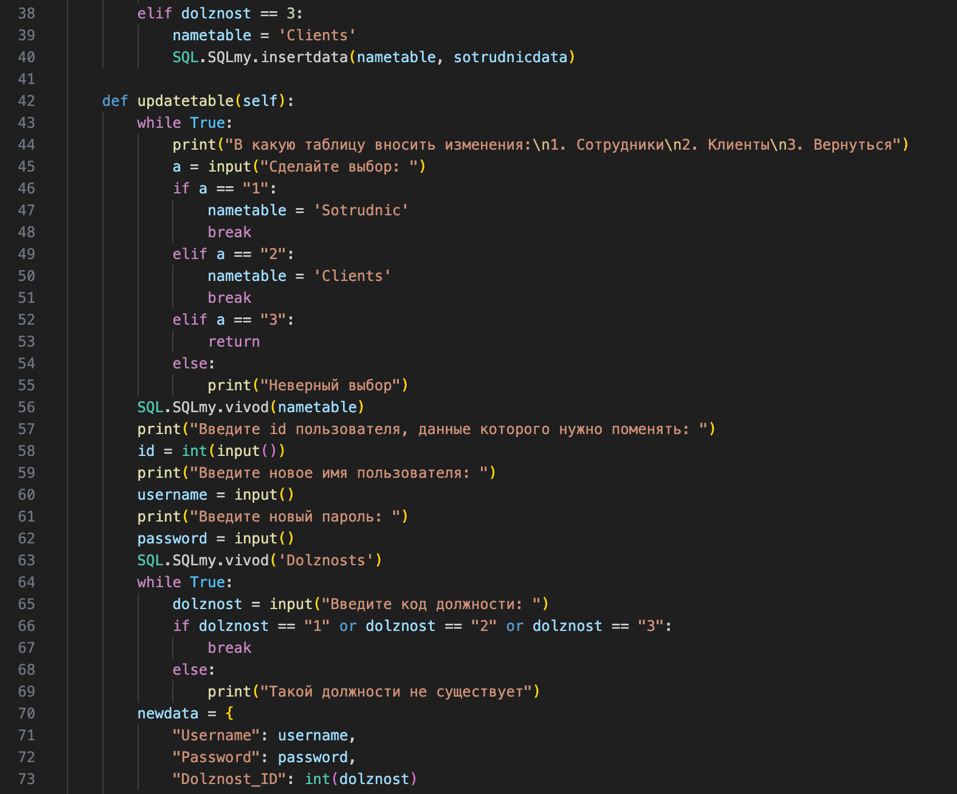 38 elif dolznost == 3:
39 nametable = 'Clients'
40 SQL.SQLmy.insertdata(nametable, sotrudnicdata)
41
42 def updatetable(self):
43 while True:
44 print("В какую таблицу вносить изменения:\n1. Сотрудники\n2. Клиенты\n3. Вернуться")
45 a = input("Сделайте выбор: ")
46 if a == "1":
47 nametable = 'Sotrudnic'
48 break
49 elif a == "2":
50 nametable = 'Clients'
51 break
52 elif a == "3":
53 return
54 else:
55 print("Неверный выбор")
56 SQL.SQLmy.vivod(nametable)
57 print("Введите id пользователя, данные которого нужно поменять: ")
58 id = int(input())
59 print("Введите новое имя пользователя: ")
60 username = input()
61 print("Введите новый пароль: ")
62 password = input()
63 SQL.SQLmy.vivod('Dolznosts')
64 while True:
65 dolznost = input("Введите код должности: ")
66 if dolznost == "1" or dolznost == "2" or dolznost == "3":
67 break
68 else:
69 print("Такой должности не существует")
70 newdata = {
71 "Username": username,
72 "Password": password,
73 "Dolznost_ID": int(dolznost)